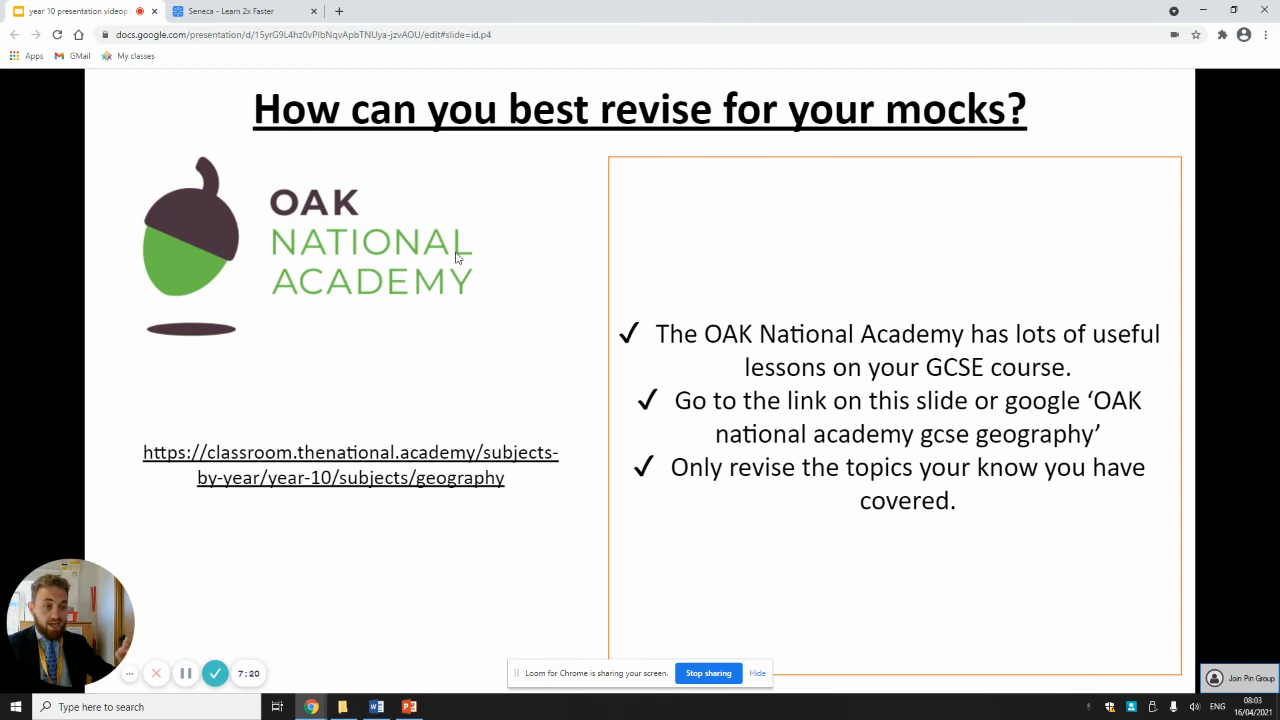 year 10 presentation videop
Seneca - Learn 2x Faster
docs.google.com/presentation/d/15yrG9L4hz0vPIbNqvApbTNUya-jzvAOU/edit#slide=id.p4
Apps
GMail
My classes
How can you best revise for your mocks?
OAK
NATIONAL
ACADEMY
✓ The OAK National Academy has lots of useful
lessons on your GCSE course.
✓ Go to the link on this slide or google ‘OAK
national academy gcse geography’
✓ Only revise the topics your know you have
covered.
https://classroom.thenational.academy/subjects-
by-year/year-10/subjects/geography
7:20
Loom for Chrome is sharing your screen.
Stop sharing
Hide
Join Pin Group
Type here to search
ENG
08:03
16/04/2021